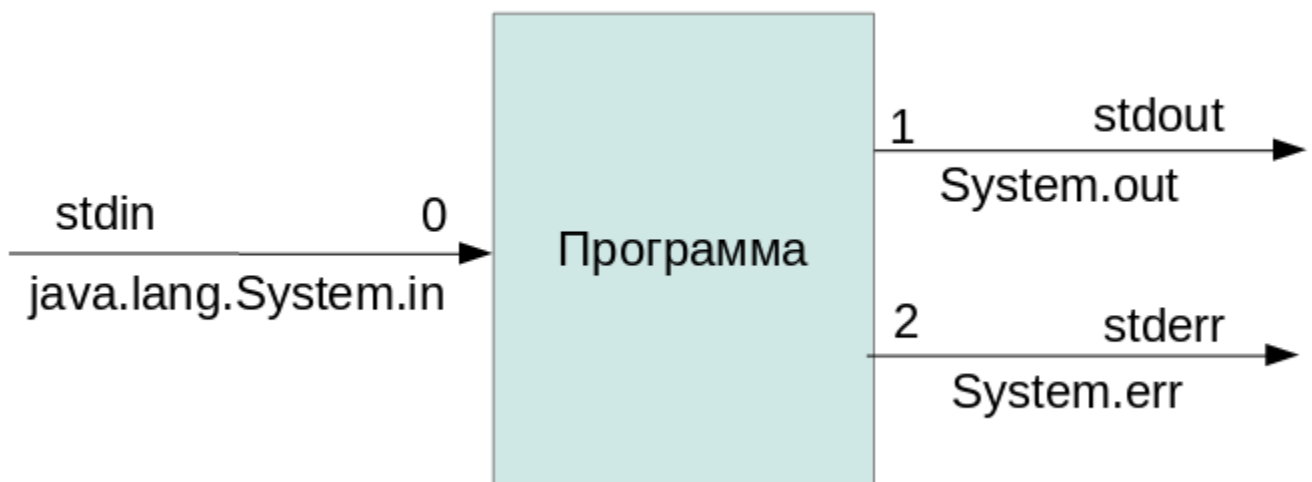 stdin 0
java.lang.System.in
Программа
1 stdout
System.out
2 stderr
System.err